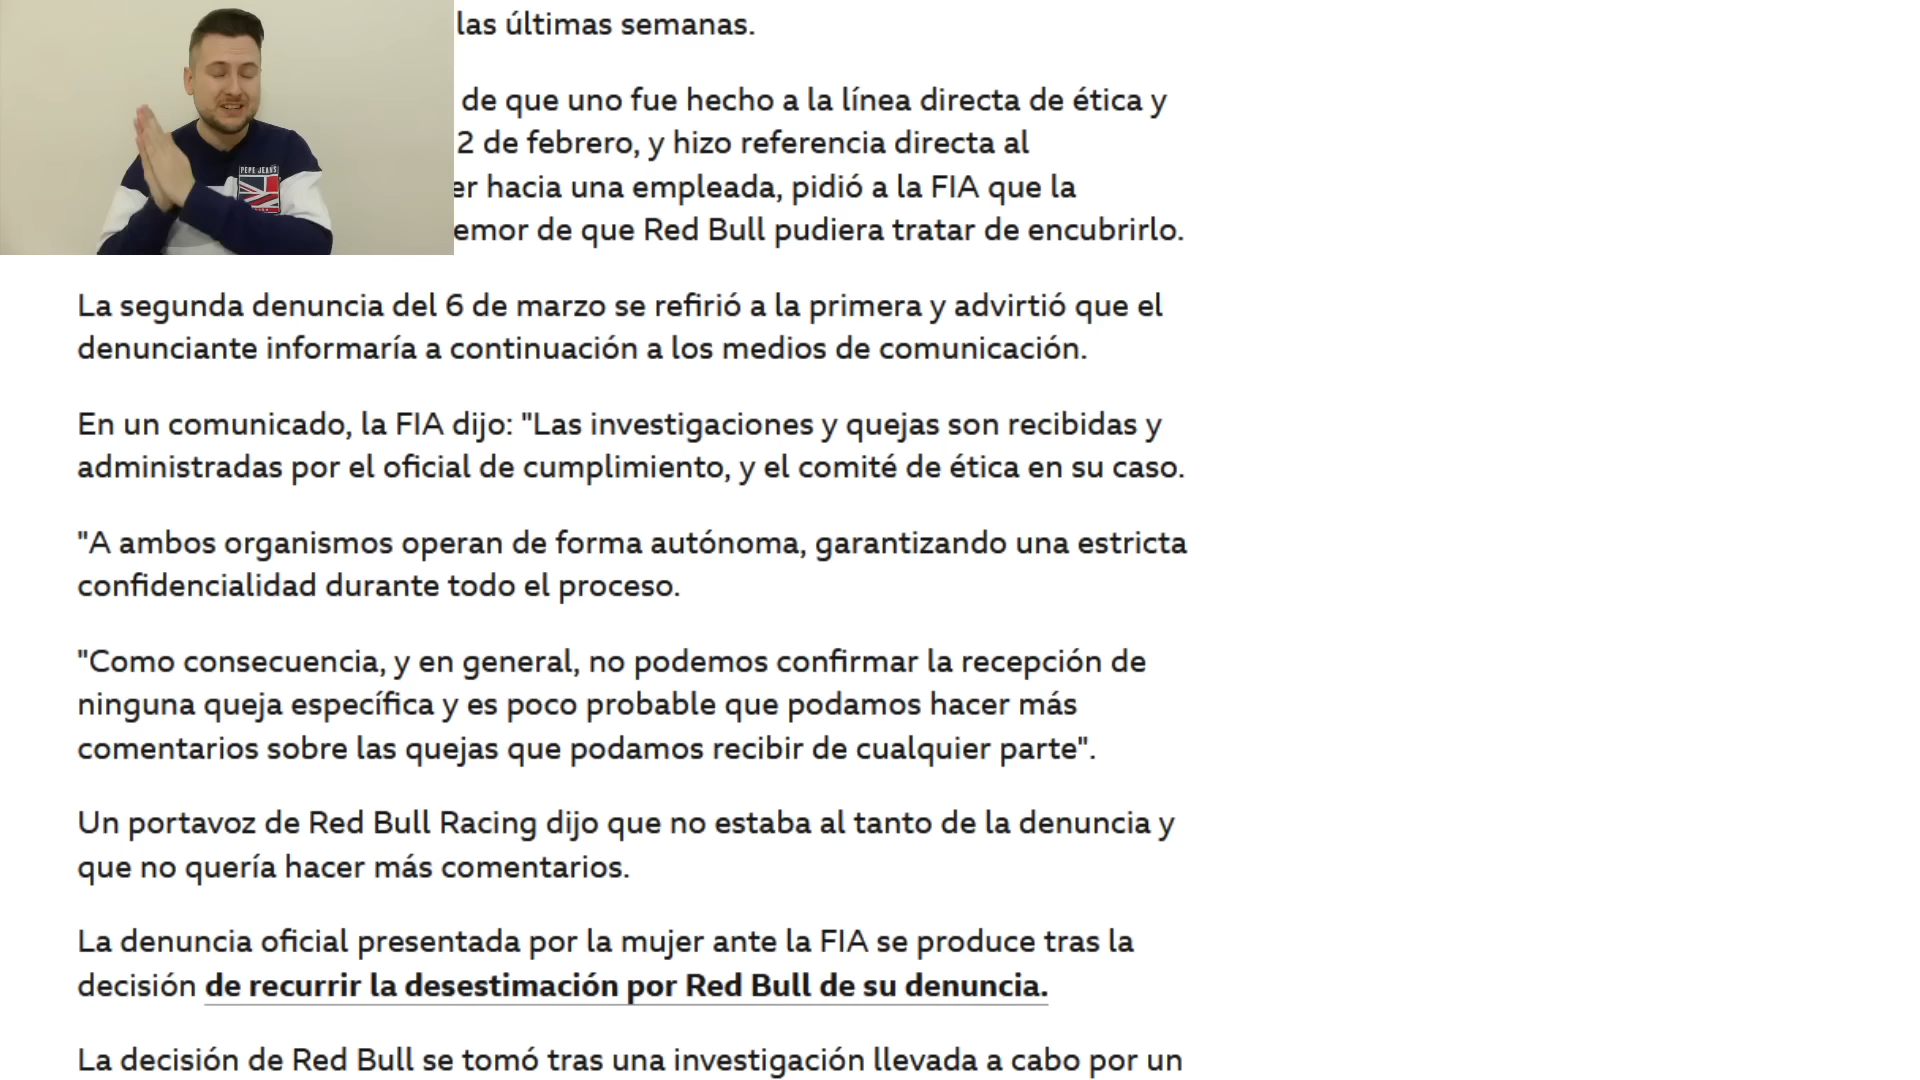 las últimas semanas.
de que uno fue hecho a la línea directa de ética y
PEPE JEANS
2 de febrero, y hizo referencia directa al
er hacia una empleada, pidió a la FIA que la
emor de que Red Bull pudiera tratar de encubrirlo.
La segunda denuncia del 6 de marzo se refirió a la primera y advirtió que el
denunciante informaría a continuación a los medios de comunicación.
En un comunicado, la FIA dijo: "Las investigaciones y quejas son recibidas y
administradas por el oficial de cumplimiento, y el comité de ética en su caso.
"A ambos organismos operan de forma autónoma, garantizando una estricta
confidencialidad durante todo el proceso.
"Como consecuencia, y en general, no podemos confirmar la recepción de
ninguna queja específica y es poco probable que podamos hacer más
comentarios sobre las quejas que podamos recibir de cualquier parte".
Un portavoz de Red Bull Racing dijo que no estaba al tanto de la denuncia y
que no quería hacer más comentarios.
La denuncia oficial presentada por la mujer ante la FIA se produce tras la
decisión de recurrir la desestimación por Red Bull de su denuncia.
La decisión de Red Bull se tomó tras una investigación llevada a cabo por un